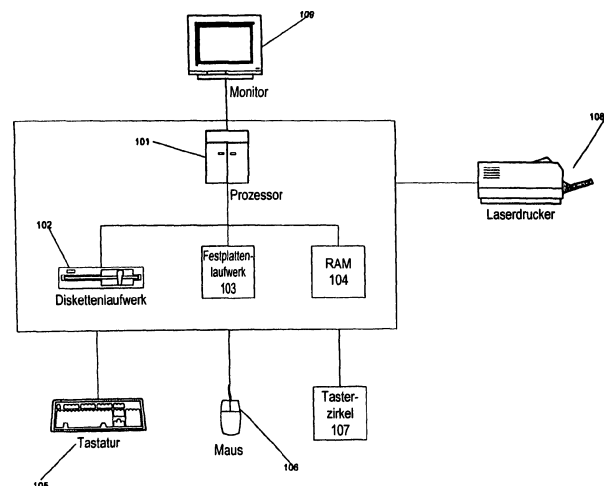 109
Monitor
101
Prozessor
108
Laserdrucker
102
Diskettenlaufwerk
Festplatten-
laufwerk
103
RAM
104
105
Tastatur
Maus
106
Taster-
zirkel
107